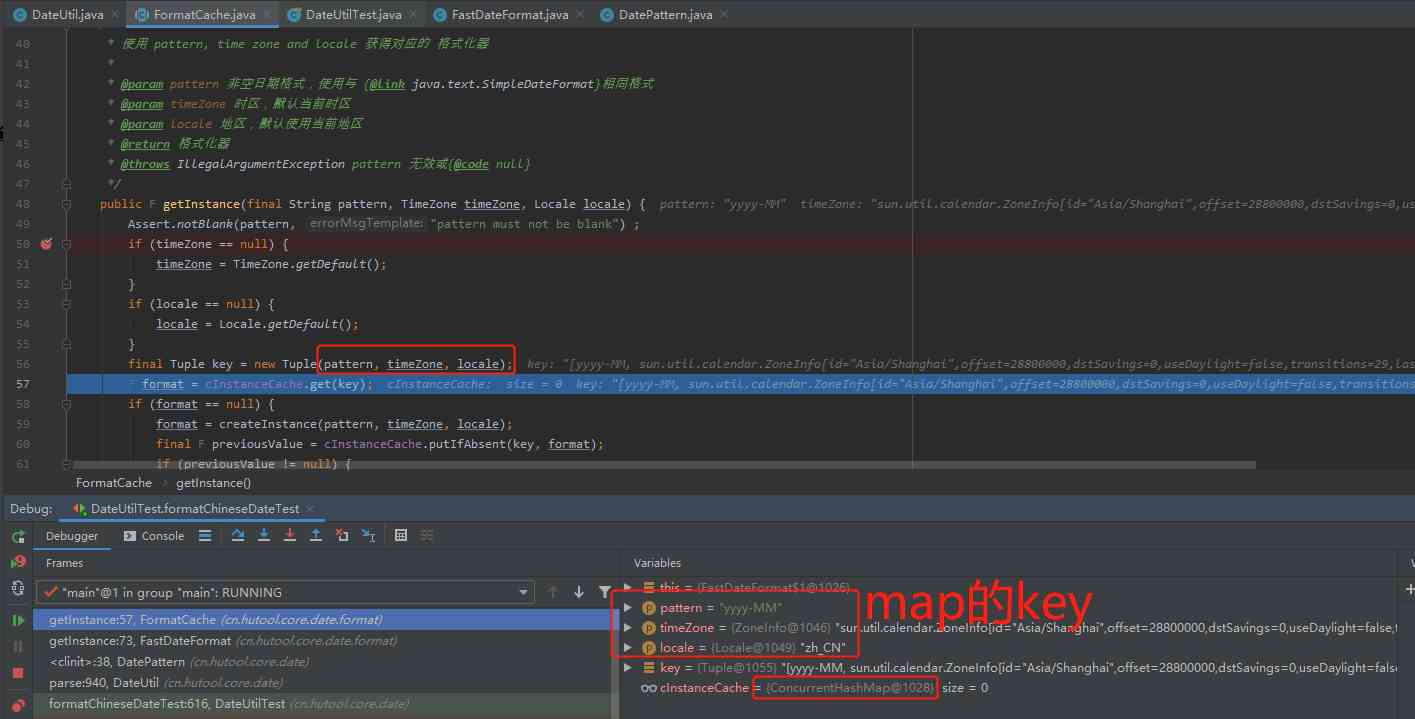 DateUtil.java FormatCache.java DateUtilTest.java FastDateFormat.java DatePattern.java
40 * 使用 pattern, time zone and locale 获得对应的 格式化器
41 *
42 * @param pattern 非空日期格式，使用与 {@link java.text.SimpleDateFormat}相同格式
43 * @param timeZone 时区，默认当前时区
44 * @param locale 地区，默认使用当前地区
45 * @return 格式化器
46 * @throws IllegalArgumentException pattern 无效或{@code null}
47 */
48 public F getInstance(final String pattern, TimeZone timeZone, Locale locale) { pattern: "yyyy-MM" timeZone: "sun.util.calendar.ZoneInfo[id="Asia/Shanghai",offset=28800000,dstSavings=0,us
49 Assert.notBlank(pattern, errorMsgTemplate: "pattern must not be blank") ;
50 if (timeZone == null) {
51 timeZone = TimeZone.getDefault();
52 }
53 if (locale == null) {
54 locale = Locale.getDefault();
55 }
56 final Tuple key = new Tuple(pattern, timeZone, locale); key: "[yyyy-MM, sun.util.calendar.ZoneInfo[id="Asia/Shanghai",offset=28800000,dstSavings=0,useDaylight=false,transitions=29,las
57 F format = cInstanceCache.get(key); cInstanceCache: size = 0 key: "[yyyy-MM, sun.util.calendar.ZoneInfo[id="Asia/Shanghai",offset=28800000,dstSavings=0,useDaylight=false,transitions
58 if (format == null) {
59 format = createInstance(pattern, timeZone, locale);
60 final F previousValue = cInstanceCache.putIfAbsent(key, format);
61 if (previousValue != null) {
FormatCache getInstance()
Debug: DateUtilTest.formatChineseDateTest
Debugger Console
Frames Variables
"main"@1 in group "main": RUNNING
getInstance:57, FormatCache (cn.hutool.core.date.format)
getInstance:73, FastDateFormat (cn.hutool.core.date.format)
<clinit>:38, DatePattern (cn.hutool.core.date)
parse:940, DateUtil (cn.hutool.core.date)
formatChineseDateTest:616, DateUtilTest (cn.hutool.core.date)
this = {FastDateFormat$1@1026}
pattern = "yyyy-MM"
map的key
timeZone = {ZoneInfo@1046} "sun.util.calendar.ZoneInfo[id="Asia/Shanghai",offset=28800000,dstSavings=0,useDaylight=false,t
locale = {Locale@1049} "zh_CN"
key = {Tuple@1055} "[yyyy-MM, sun.util.calendar.ZoneInfo[id="Asia/Shanghai",offset=28800000,dstSavings=0,useDaylight=false
cInstanceCache = {ConcurrentHashMap@1028} size = 0